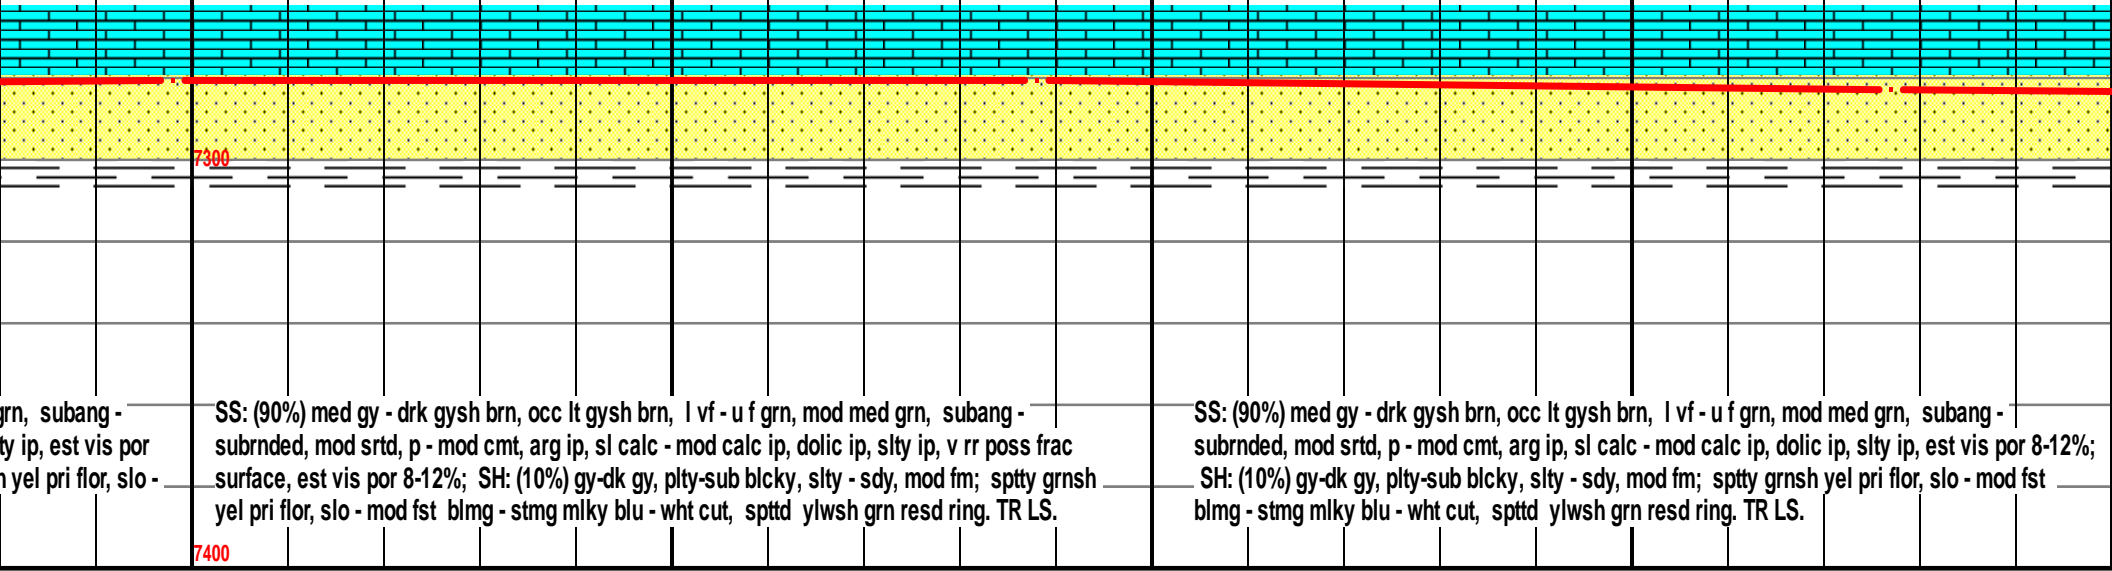 7300
grn, subang -
ty ip, est vis por
yel pri flor, slo -
SS: (90%) med gy - drk gysh brn, occ lt gysh brn, l vf - u f grn, mod med grn, subang -
subrnded, mod srtd, p - mod cmt, arg ip, sl calc - mod calc ip, dolic ip, slty ip, v rr poss frac
surface, est vis por 8-12%; SH: (10%) gy-dk gy, plty-sub blcky, slty - sdy, mod fm; sptty grnsh
yel pri flor, slo - mod fst blmg - stmg mlky blu - wht cut, spttd ylwsh grn resd ring. TR LS.
SS: (90%) med gy - drk gysh brn, occ lt gysh brn, l vf - u f grn, mod med grn, subang -
subrnded, mod srtd, p - mod cmt, arg ip, sl calc - mod calc ip, dolic ip, slty ip, est vis por 8-12%;
SH: (10%) gy-dk gy, plty-sub blcky, slty - sdy, mod fm; sptty grnsh yel pri flor, slo - mod fst
blmg - stmg mlky blu - wht cut, spttd ylwsh grn resd ring. TR LS.
7400